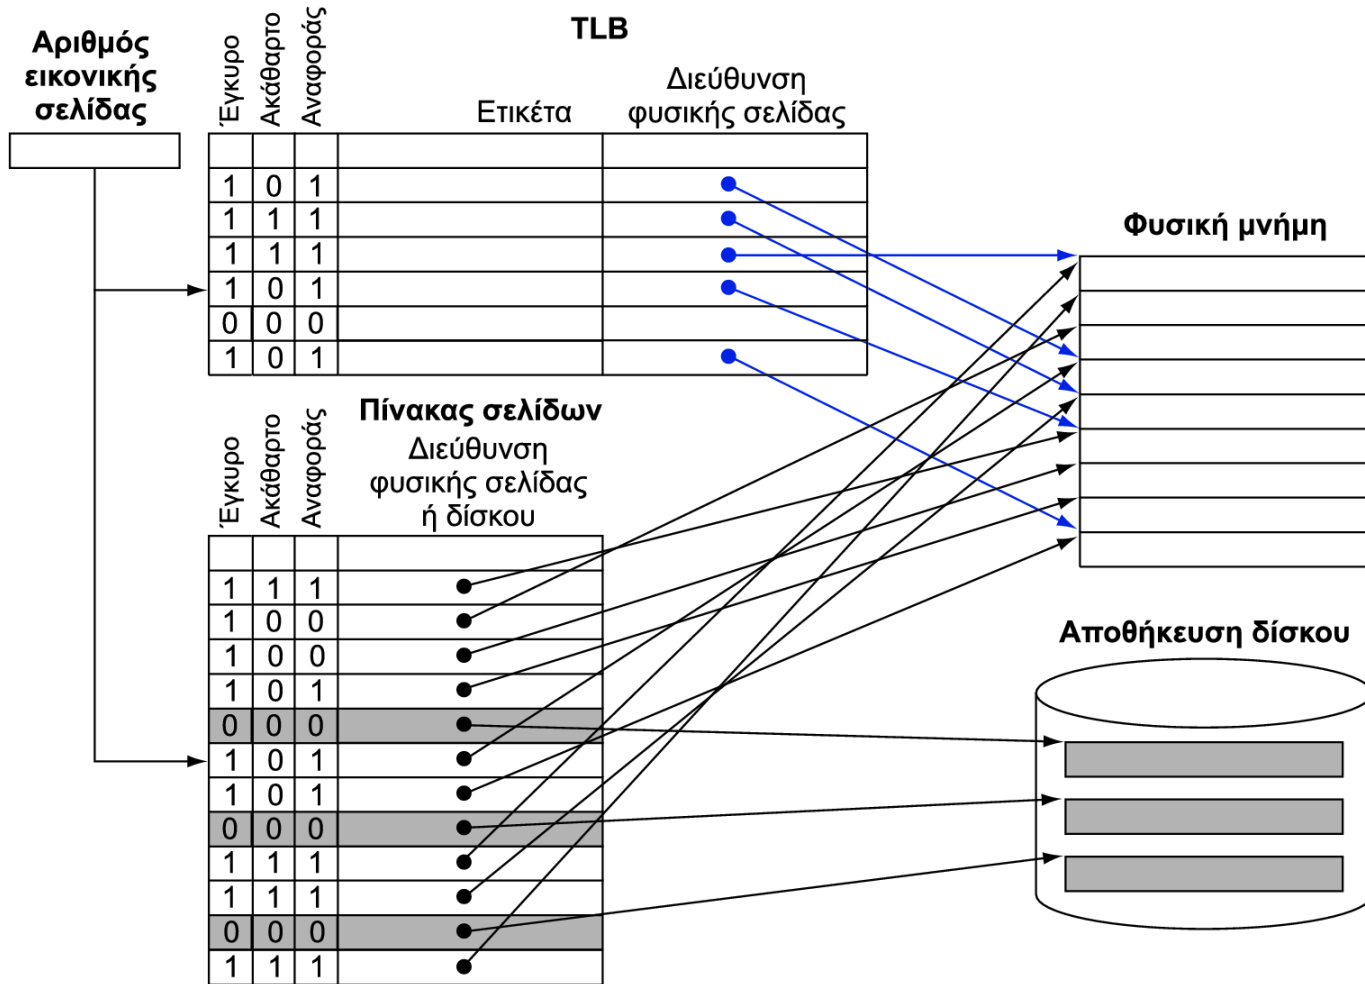 Αριθμός
εικονικής
σελίδας
TLB
Έγκυρο
Ακάθαρτο
Αναφοράς
Ετικέτα
Διεύθυνση
φυσικής σελίδας
1 0 1
1 1 1
1 1 1
1 0 1
0 0 0
1 0 1
Φυσική μνήμη
Πίνακας σελίδων
Έγκυρο
Ακάθαρτο
Αναφοράς
Διεύθυνση
φυσικής σελίδας
ή δίσκου
1 1 1
1 0 0
1 0 0
1 0 1
0 0 0
1 0 1
1 0 1
0 0 0
1 1 1
1 1 1
0 0 0
1 1 1
Αποθήκευση δίσκου